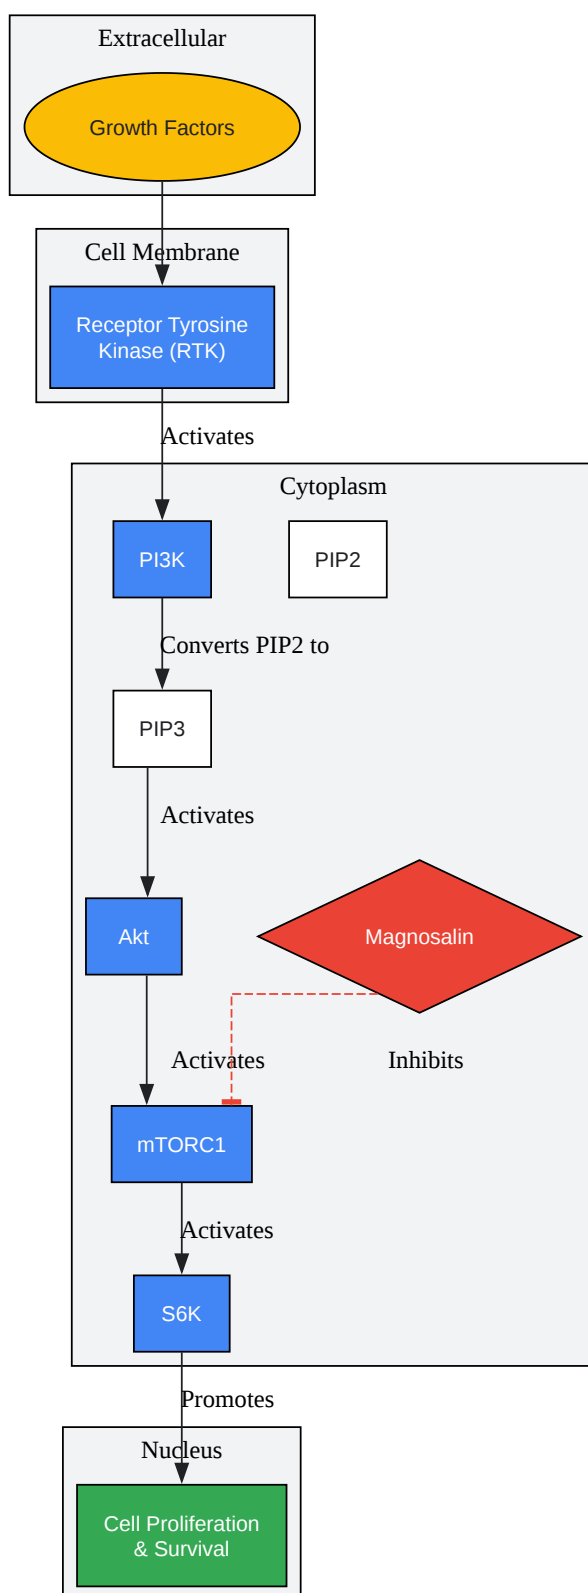 Extracellular
Growth Factors
Cell Membrane
Receptor Tyrosine
Kinase (RTK)
Activates
Cytoplasm
PI3K
PIP2
Converts PIP2 to
PIP3
Activates
Akt
Magnosalin
Activates
Inhibits
mTORC1
Activates
S6K
Promotes
Nucleus
Cell Proliferation
& Survival